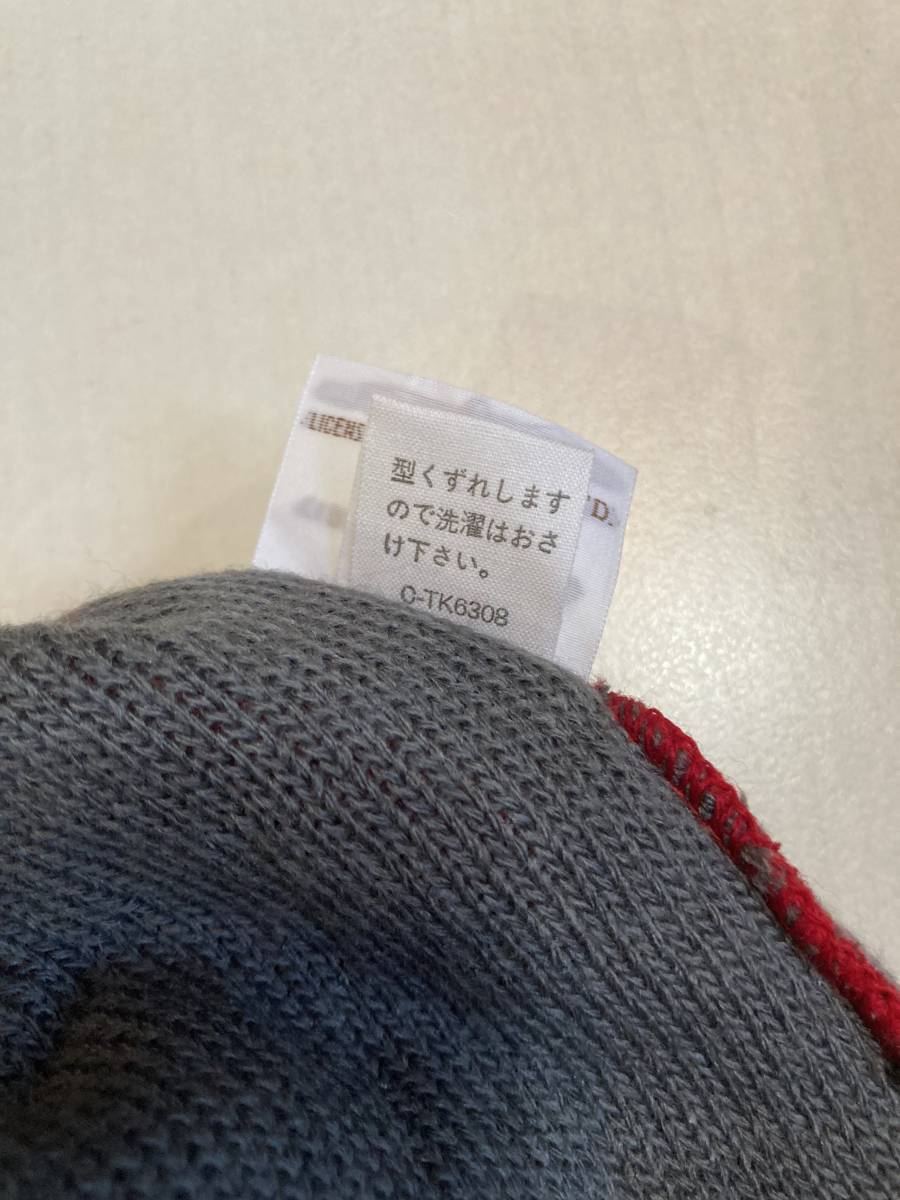 型くずれします
ので洗濯はおさ
け下さい。
C-TK6308
LICENS
'D.